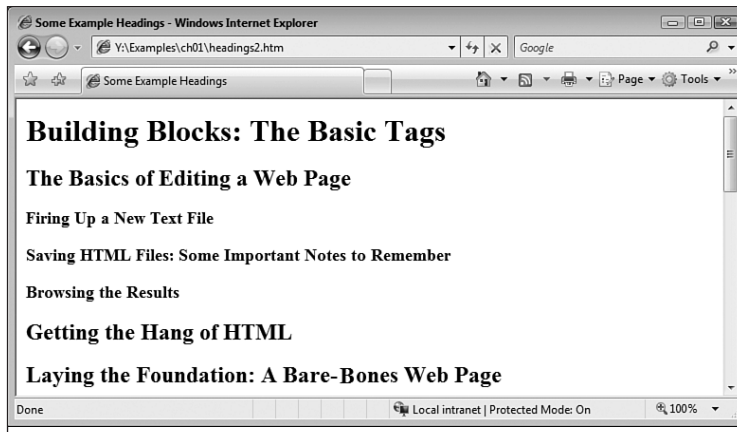 Some Example Headings - Windows Internet Explorer
Y:\Examples\ch01\headings2.htm
Google
Some Example Headings
Page
Tools
Building Blocks: The Basic Tags
The Basics of Editing a Web Page
Firing Up a New Text File
Saving HTML Files: Some Important Notes to Remember
Browsing the Results
Getting the Hang of HTML
Laying the Foundation: A Bare-Bones Web Page
Done
Local intranet | Protected Mode: On
100%